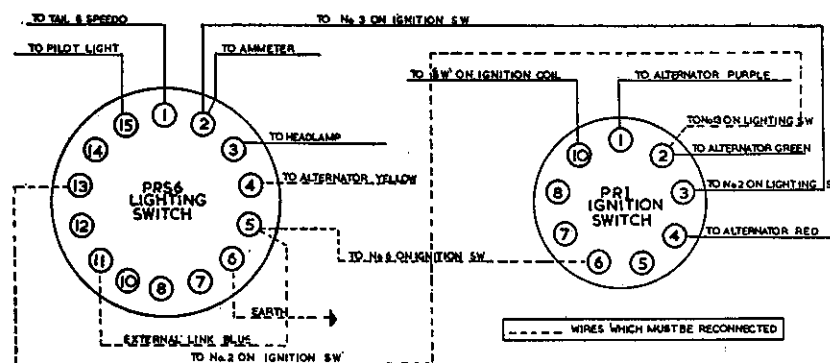 TO TAIL & SPEEDO
TO No 3 ON IGNITION SW
TO PILOT LIGHT
TO AMMETER
1
2
15
3
TO HEADLAMP
14
4
TO ALTERNATOR YELLOW
13
PRS6
LIGHTING
SWITCH
5
12
TO No 6 ON IGNITION SW
6
11
10
8
7
EARTH
EXTERNAL LINK BLUE
TO No.2 ON IGNITION SW
TO 'SW' ON IGNITION COIL
TO ALTERNATOR PURPLE
1
TO No 13 ON LIGHTING SW
10
2
TO ALTERNATOR GREEN
8
PR1
IGNITION
SWITCH
3
TO No 2 ON LIGHTING S
7
4
TO ALTERNATOR RED
6
5
WIRES WHICH MUST BE RECONNECTED